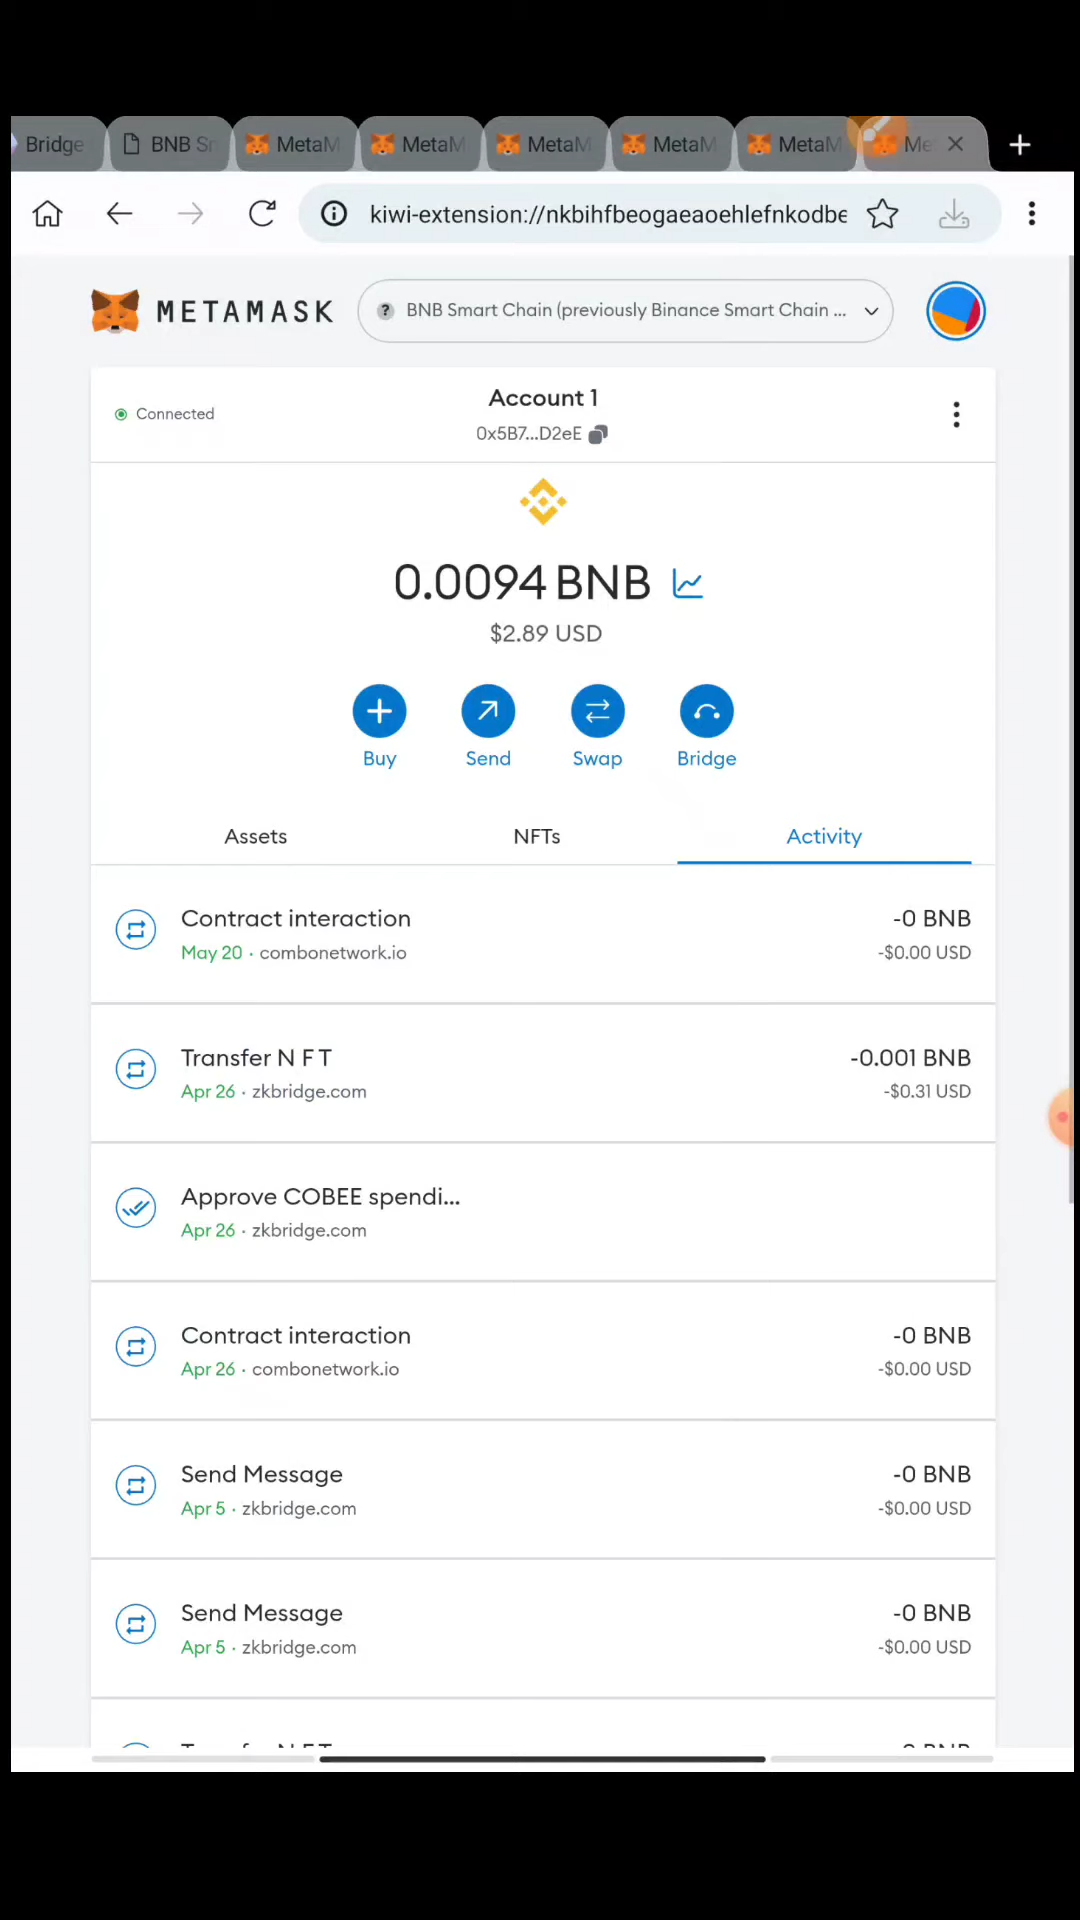 Bridge
BNB Sm
MetaM
MetaM
MetaM
MetaM
MetaM
Me
kiwi-extension://nkbihfbeogaeaoehlefnkodbe
METAMASK
BNB Smart Chain (previously Binance Smart Chain ...
Connected
Account 1
0x5B7...D2eE
0.0094 BNB
$2.89 USD
Buy
Send
Swap
Bridge
Assets
NFTs
Activity
Contract interaction
-0 BNB
May 20 · combonetwork.io
-$0.00 USD
Transfer N F T
-0.001 BNB
Apr 26 · zkbridge.com
-$0.31 USD
Approve COBEE spendi...
Apr 26 · zkbridge.com
Contract interaction
-0 BNB
Apr 26 · combonetwork.io
-$0.00 USD
Send Message
-0 BNB
Apr 5 · zkbridge.com
-$0.00 USD
Send Message
-0 BNB
Apr 5 · zkbridge.com
-$0.00 USD